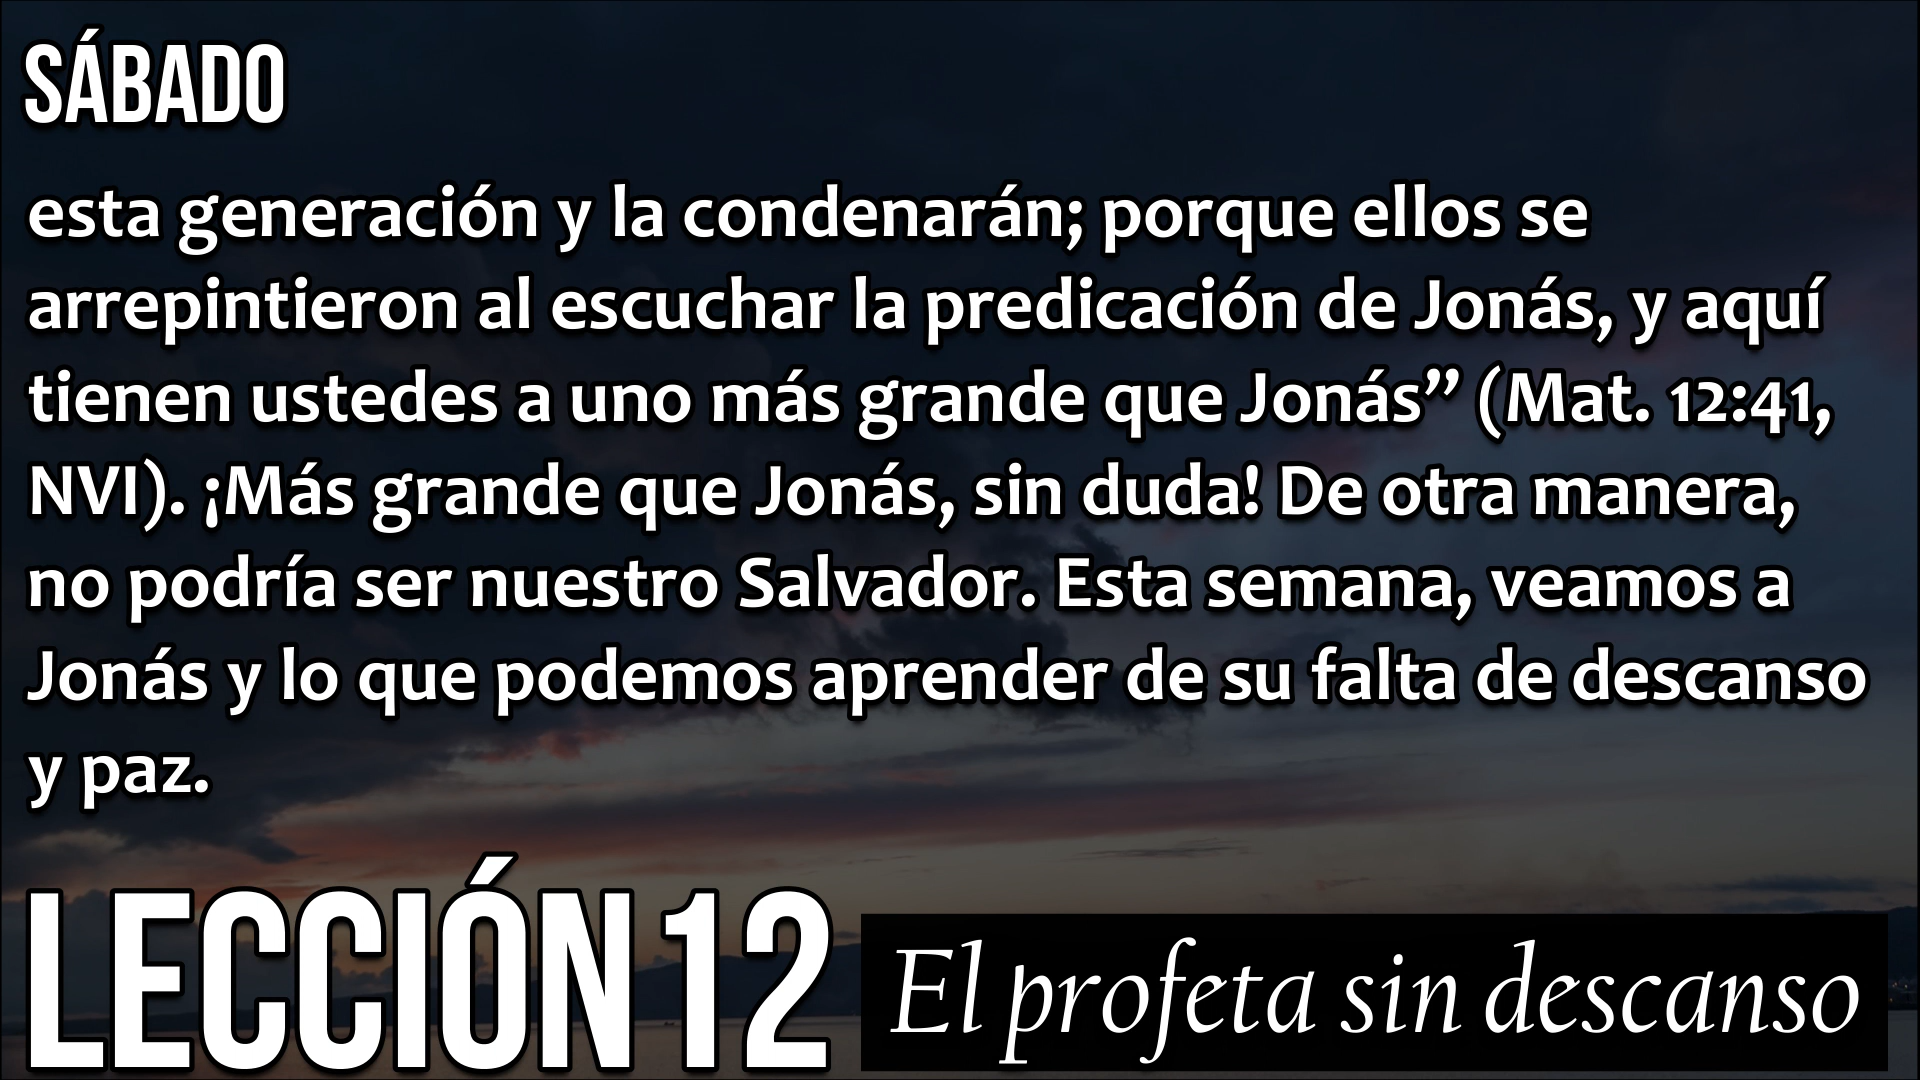 SÁBADO
esta generación y la condenarán; porque ellos se
arrepintieron al escuchar la predicación de Jonás, y aquí
tienen ustedes a uno más grande que Jonás” (Mat. 12:41,
NVI). ¡Más grande que Jonás, sin duda! De otra manera,
no podría ser nuestro Salvador. Esta semana, veamos a
Jonás y lo que podemos aprender de su falta de descanso
y paz.
LECCIÓN 12 El profeta sin descanso